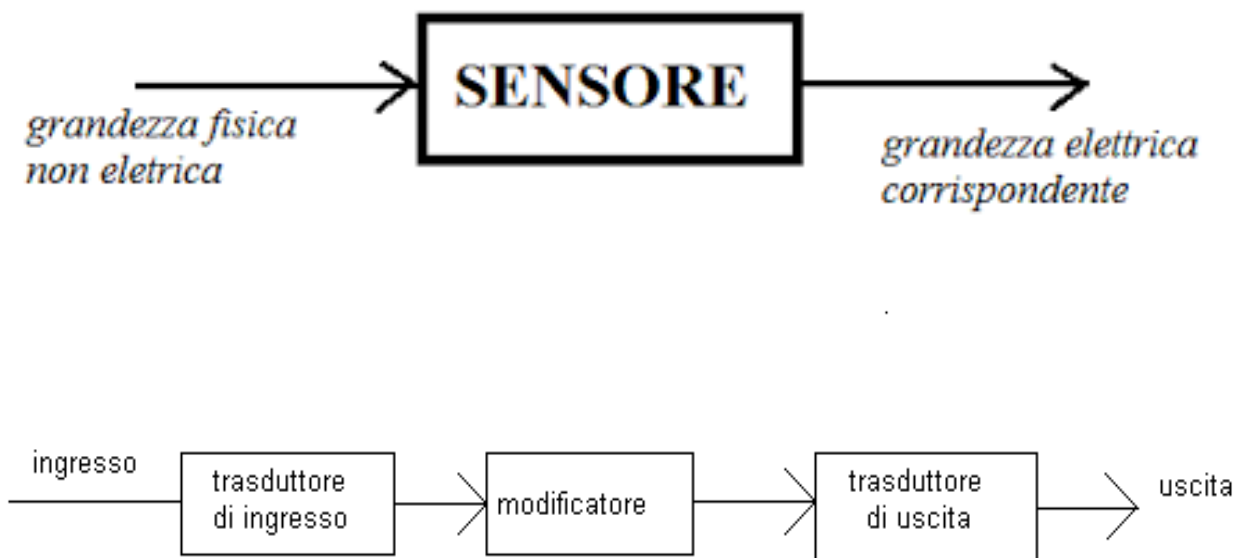 SENSORE
grandezza fisica
non eletrica
grandezza elettrica
corrispondente
ingresso
trasduttore
di ingresso
modificatore
trasduttore
di uscita
uscita